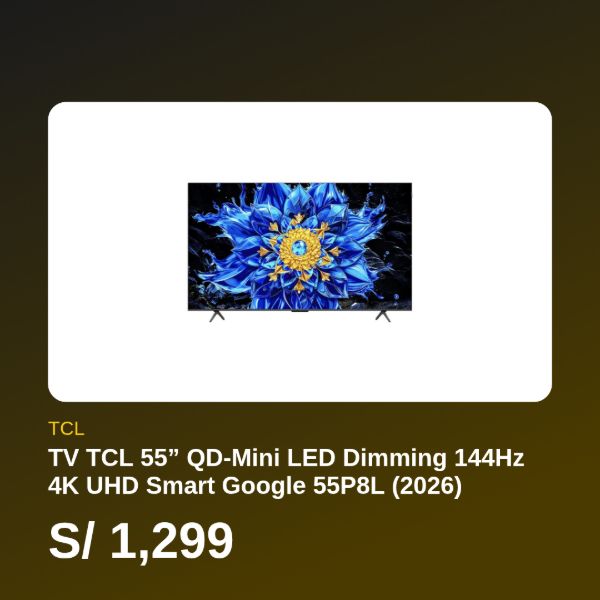 TCL
TV TCL 55” QD-Mini LED Dimming 144Hz
4K UHD Smart Google 55P8L (2026)
S/ 1,299